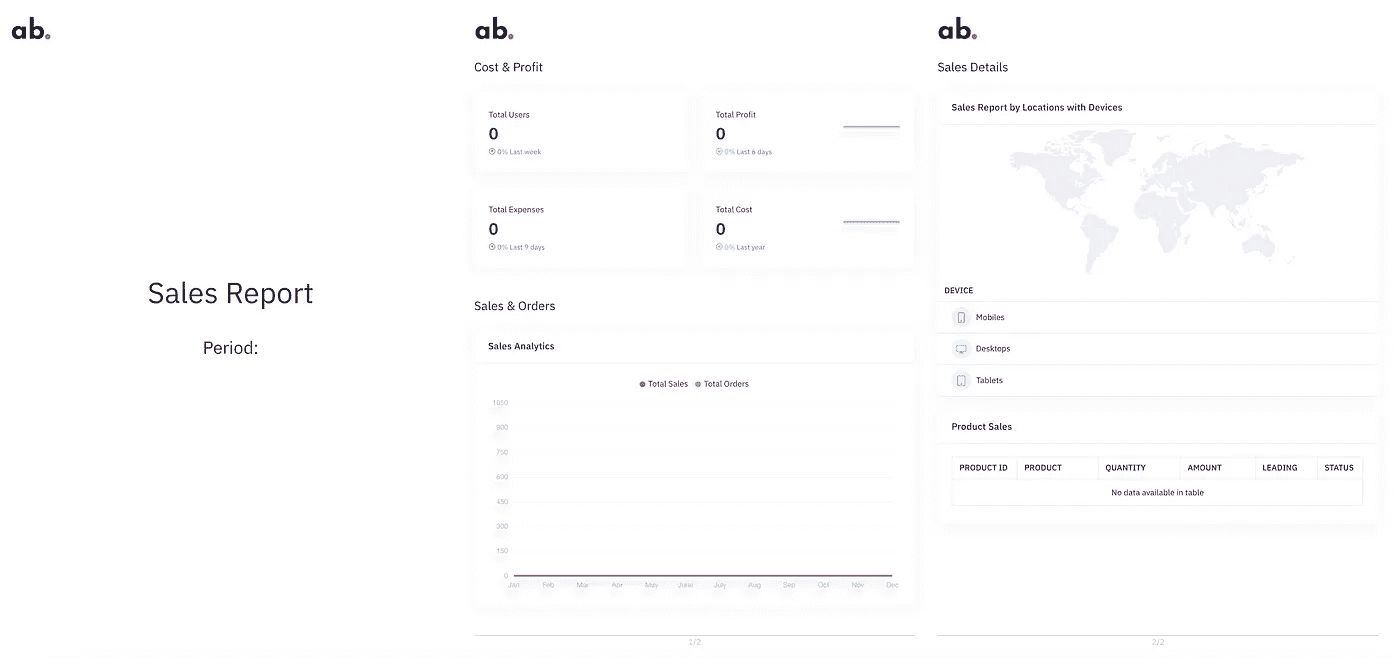 ab.
Sales Report
Period:
ab.
Cost & Profit
Total Users
0
0% Last week
Total Profit
0
0% Last 6 days
Total Expenses
0
0% Last 9 days
Total Cost
0
0% Last year
Sales & Orders
Sales Analytics
Total Sales Total Orders
1050
900
750
600
450
300
150
0
Jan Feb Mar Apr May June July Aug Sep Oct Nov Dec
1/2
ab.
Sales Details
Sales Report by Locations with Devices
DEVICE
Mobiles
Desktops
Tablets
Product Sales
PRODUCT ID PRODUCT QUANTITY AMOUNT LEADING STATUS
No data available in table
2/2